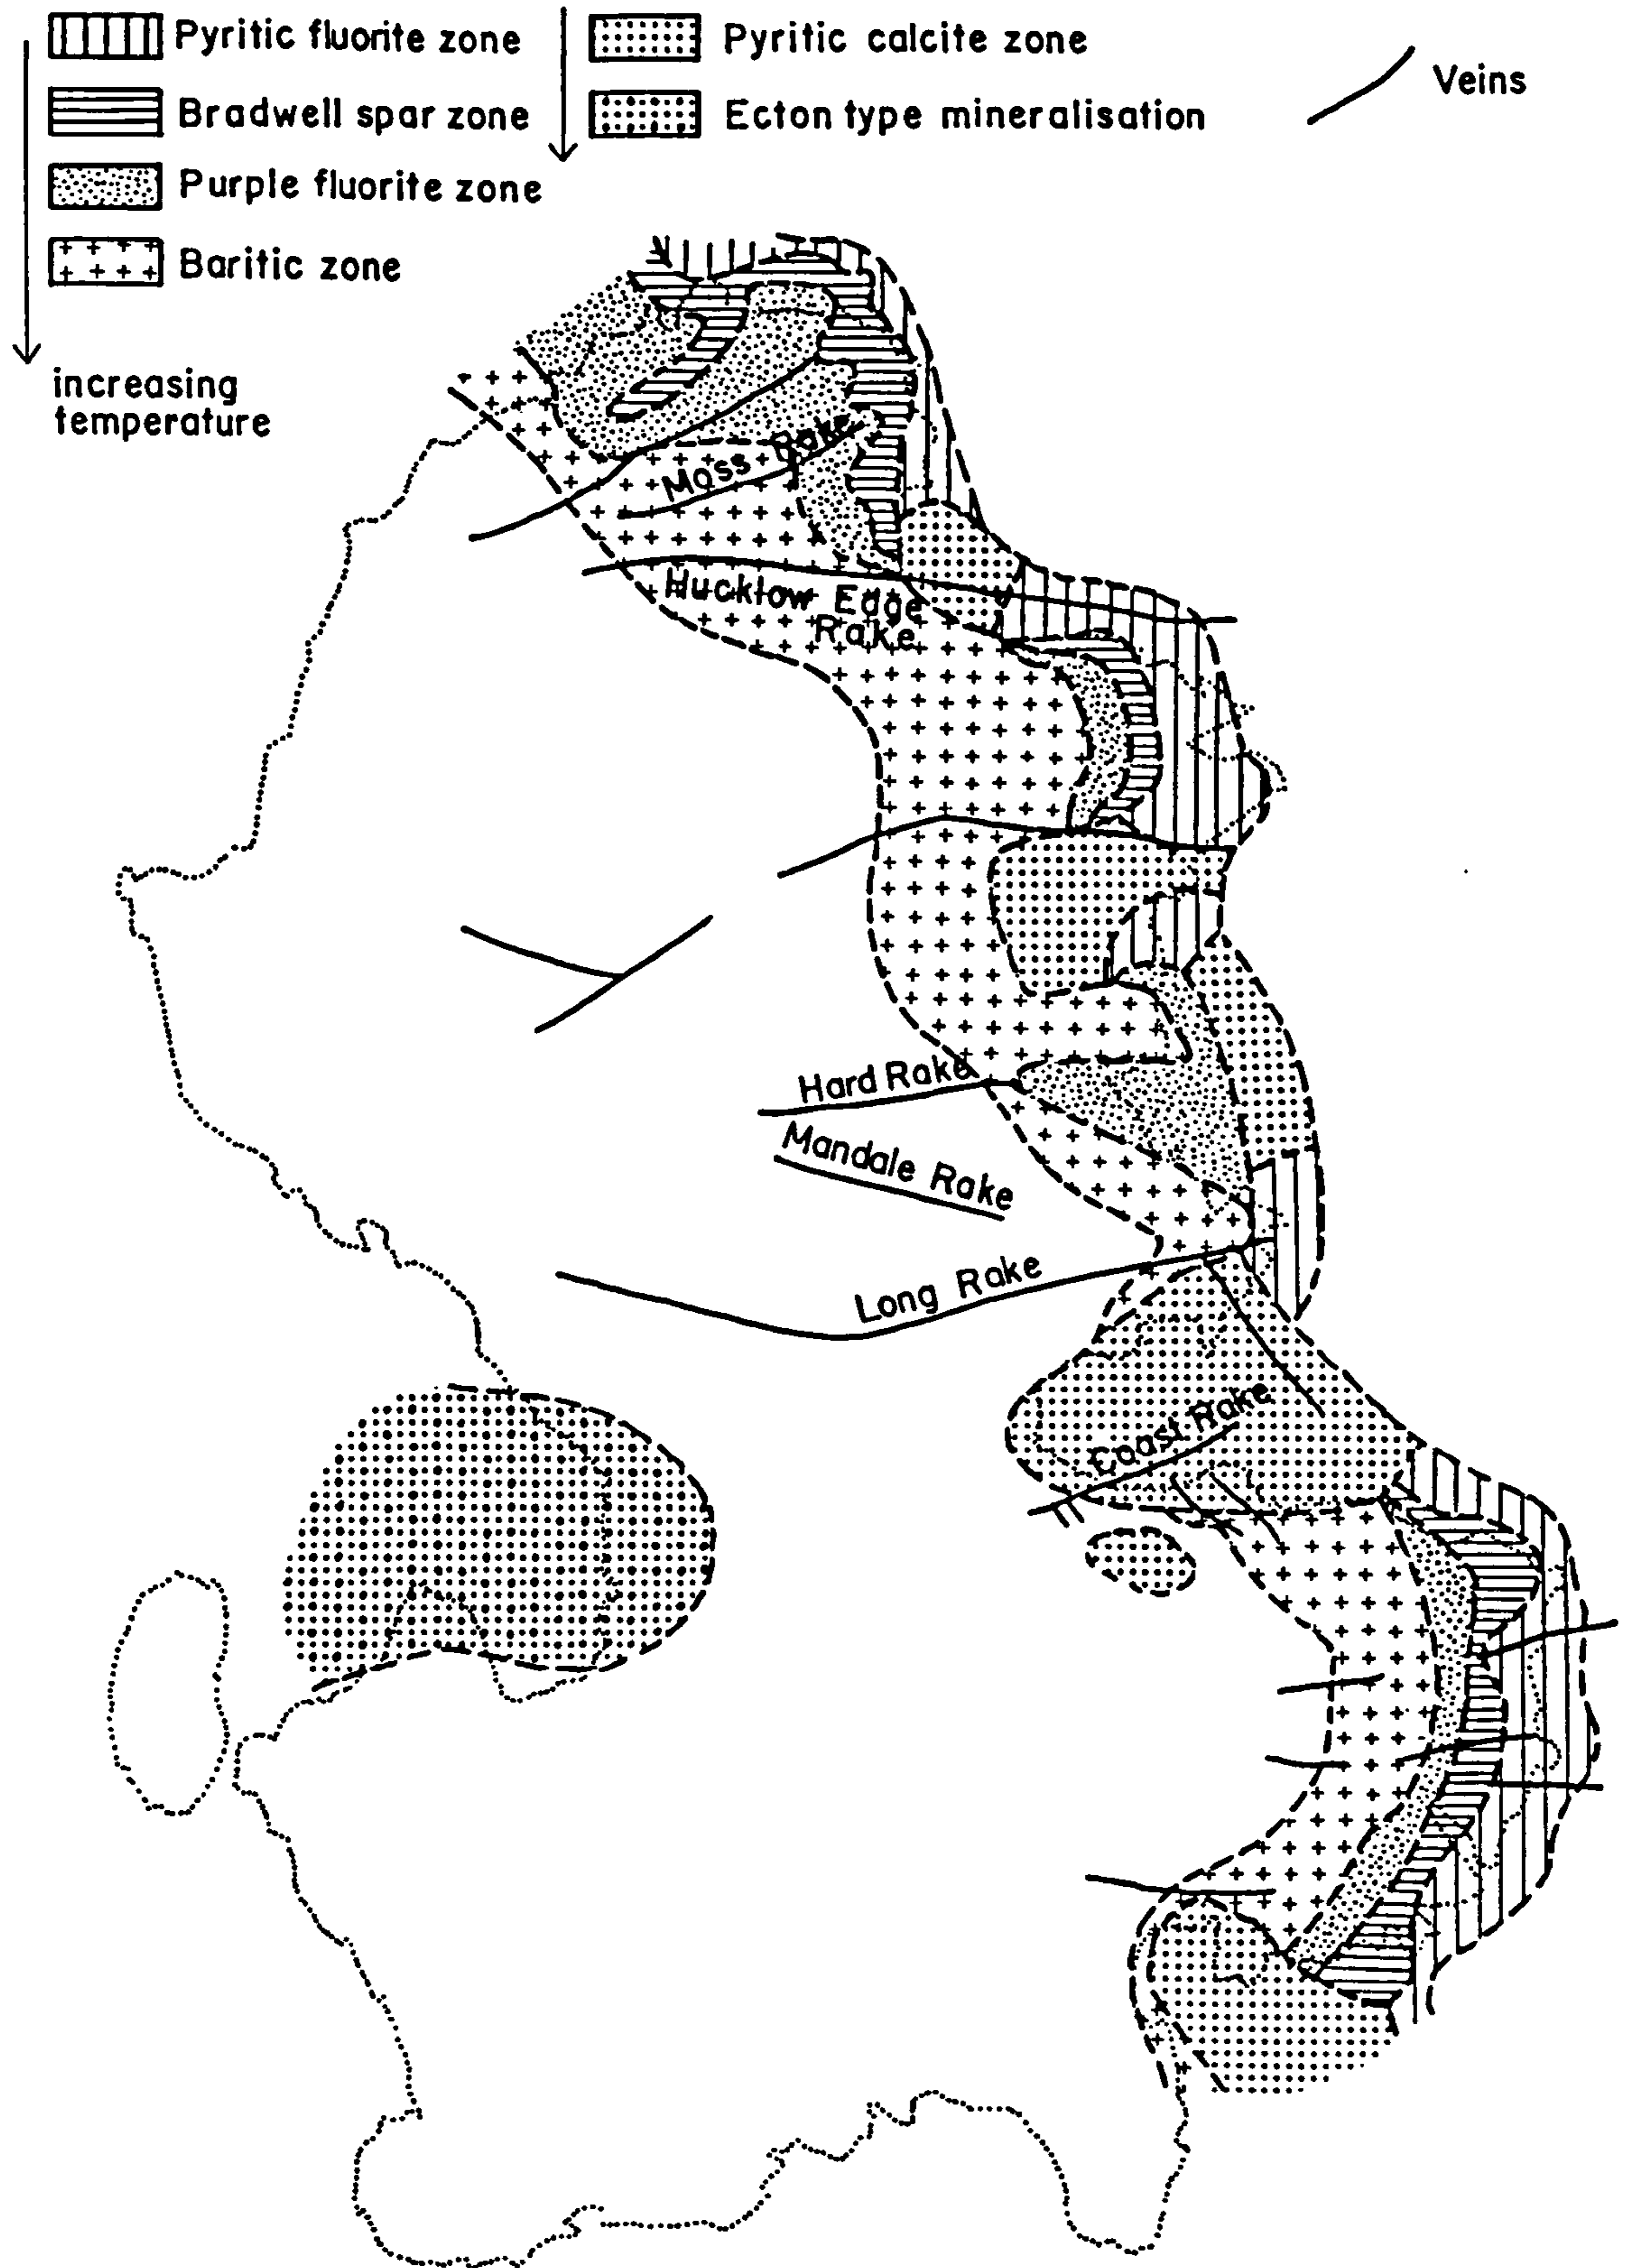 Pyritic fluorite zone
Bradwell spar zone
Purple fluorite zone
Baritic zone
increasing
temperature
Pyritic calcite zone
Ecton type mineralisation
Veins
Moss Rake
Hucklow Edge
Rake
Hard Rake
Mandale Rake
Long Rake
Coast Rake